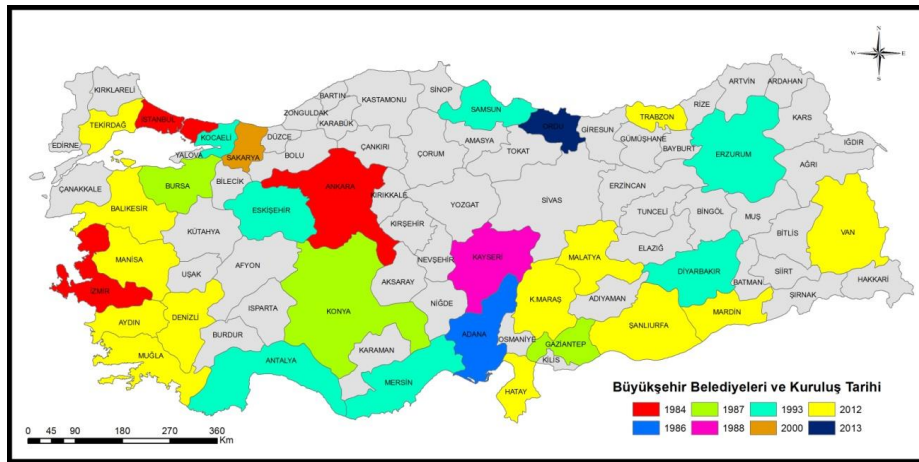 N
W E
S
KIRKLARELİ
EDİRNE
TEKİRDAĞ
İSTANBUL
KOCAELİ
YALOVA
SAKARYA
DÜZCE
BOLU
ZONGULDAK
BARTIN
KARABÜK
KASTAMONU
SİNOP
SAMSUN
ORDU
GİRESUN
TRABZON
RİZE
ARTVİN
ARDAHAN
KARS
IĞDIR
AĞRI
ERZURUM
BAYBURT
GÜMÜŞHANE
ÇANAKKALE
BALIKESİR
BURSA
BİLECİK
ESKİŞEHİR
ANKARA
ÇANKIRI
KIRIKKALE
ÇORUM
AMASYA
TOKAT
YOZGAT
SİVAS
ERZİNCAN
TUNCELİ
BİNGÖL
MUŞ
BİTLİS
VAN
HAKKARİ
ŞIRNAK
SİİRT
BATMAN
MARDİN
DİYARBAKIR
ELAZIĞ
MALATYA
ADIYAMAN
ŞANLIURFA
K.MARAŞ
GAZİANTEP
KİLİS
OSMANİYE
HATAY
ADANA
KAYSERİ
NEVŞEHİR
KIRŞEHİR
AKSARAY
NİĞDE
KONYA
KARAMAN
MERSİN
ANTALYA
ISPARTA
BURDUR
AFYON
KÜTAHYA
UŞAK
DENİZLİ
MANİSA
İZMİR
AYDIN
MUĞLA
Büyükşehir Belediyeleri ve Kuruluş Tarihi
1984 1987 1993 2012
1986 1988 2000 2013
0 45 90 180 270 360
Km